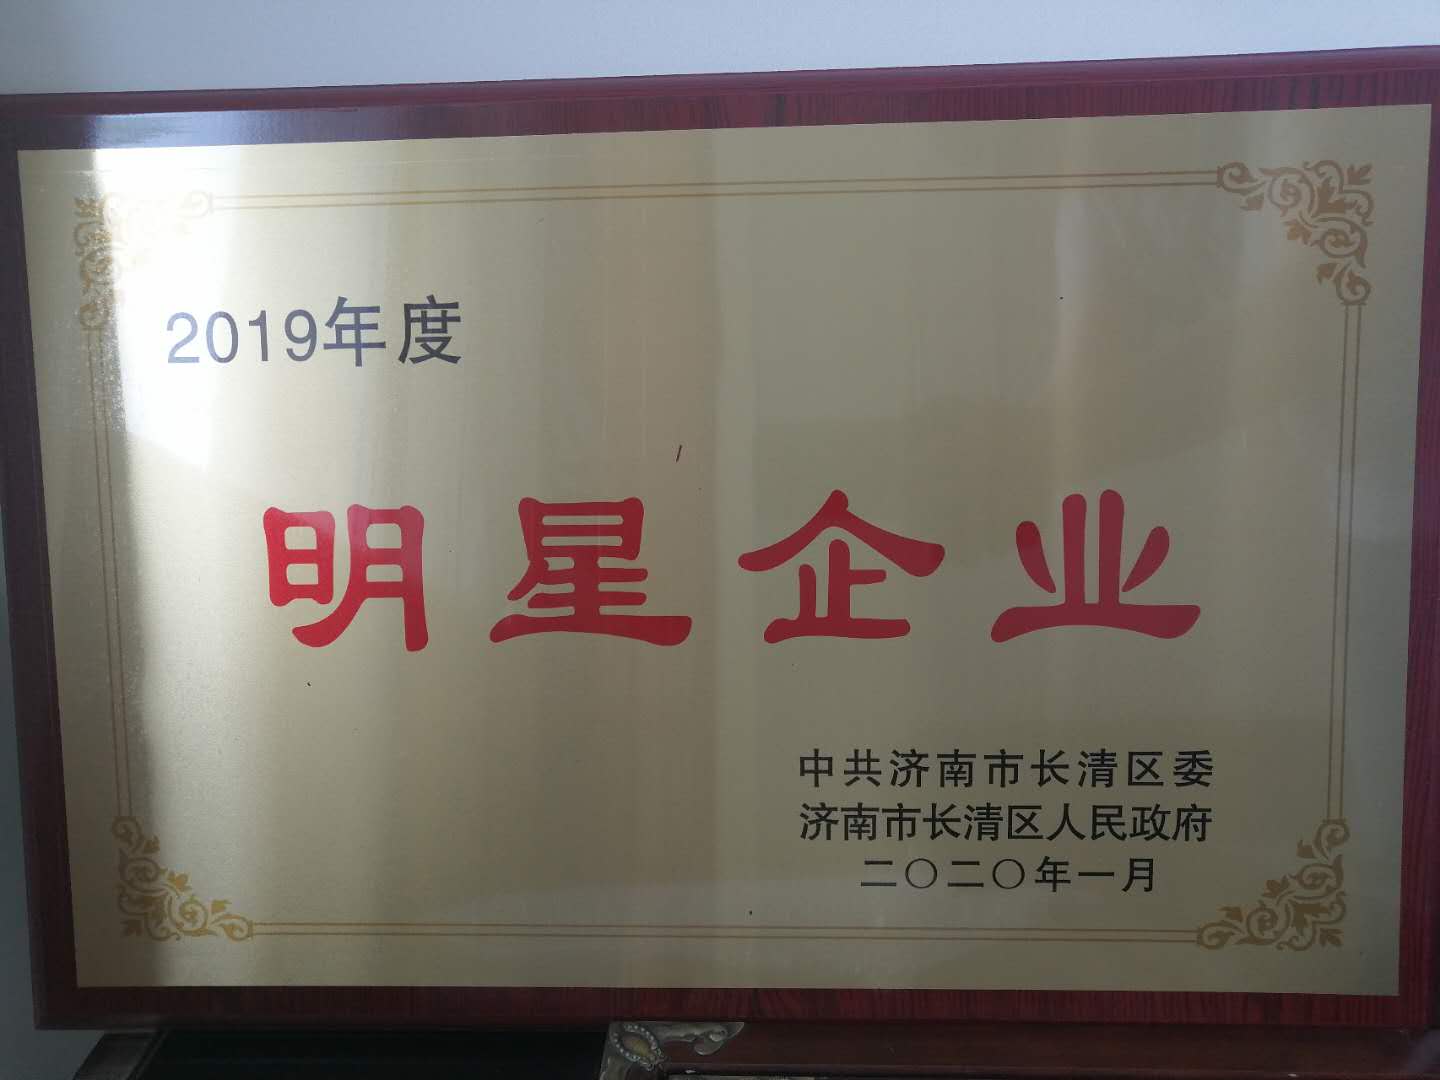 2019年度
明星企业
中共济南市长清区委
济南市长清区人民政府
二〇二〇年一月